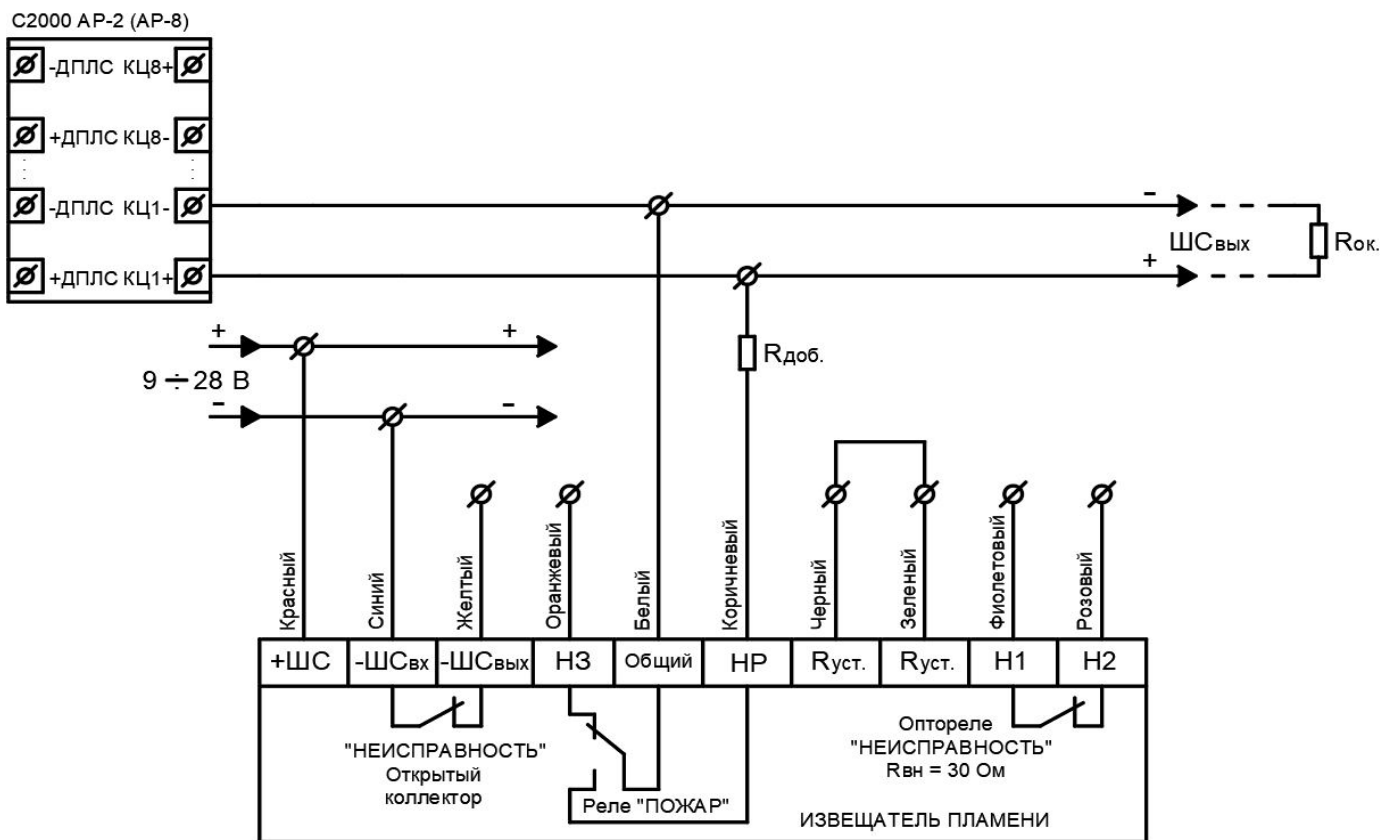 С2000 АР-2 (АР-8)
-ДПЛС КЦ8+
+ДПЛС КЦ8-
-ДПЛС КЦ1-
+ДПЛС КЦ1+
-
ШСвых
+
Rок.
+ +
9 ÷ 28 В
- -
Rдоб.
Красный
Синий
Желтый
Оранжевый
Белый
Коричневый
Черный
Зеленый
Фиолетовый
Розовый
+ШС -ШСвх -ШСвых НЗ Общий НР Rуст. Rуст. Н1 Н2
"НЕИСПРАВНОСТЬ"
Открытый
коллектор
Реле "ПОЖАР"
Оптореле
"НЕИСПРАВНОСТЬ"
Rвн = 30 Ом
ИЗВЕЩАТЕЛЬ ПЛАМЕНИ